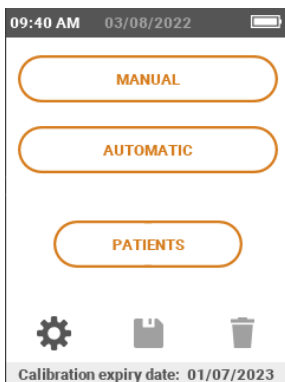 09:40 AM 03/08/2022
MANUAL
AUTOMATIC
PATIENTS
Calibration expiry date: 01/07/2023